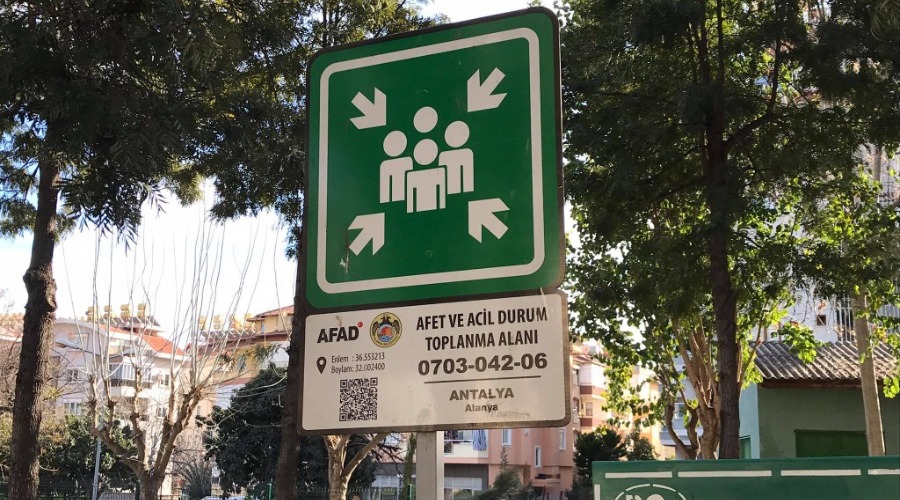 AFAD
AFET VE ACİL DURUM
TOPLANMA ALANI
Enlem : 36.553213
Boylam: 32.002400
0703-042-06
ANTALYA
Alanya